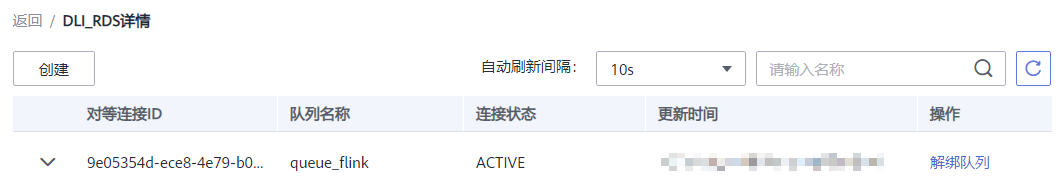 返回 / DLI_RDS详情
创建 自动刷新间隔： 10s 请输入名称
对等连接ID 队列名称 连接状态 更新时间 操作
9e05354d-ece8-4e79-b0... queue_flink ACTIVE 解绑队列